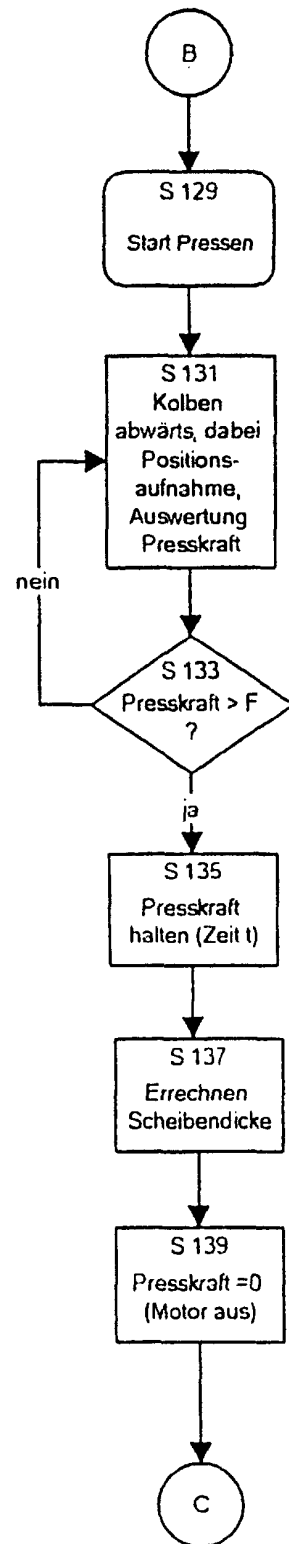 B
S 129
Start Pressen
S 131
Kolben
abwärts, dabei
Positions-
aufnahme,
Auswertung
Presskraft
nein
S 133
Presskraft > F
?
ja
S 135
Presskraft
halten (Zeit t)
S 137
Errechnen
Scheibendicke
S 139
Presskraft =0
(Motor aus)
C